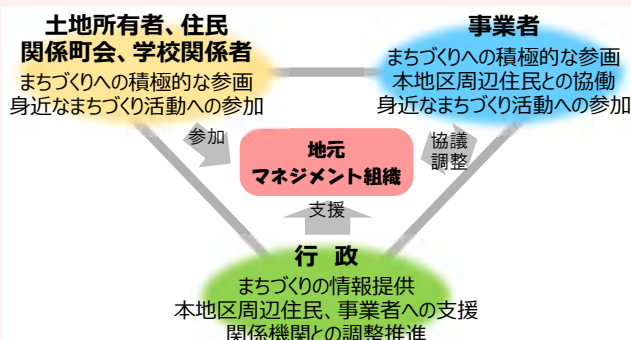 土地所有者、住民
関係町会、学校関係者
まちづくりへの積極的な参画
身近なまちづくり活動への参加
事業者
まちづくりへの積極的な参画
本地区周辺住民との協働
身近なまちづくり活動への参加
参加
地元
マネジメント組織
協議
調整
支援
行 政
まちづくりの情報提供
本地区周辺住民、事業者への支援
関係機関との調整推進